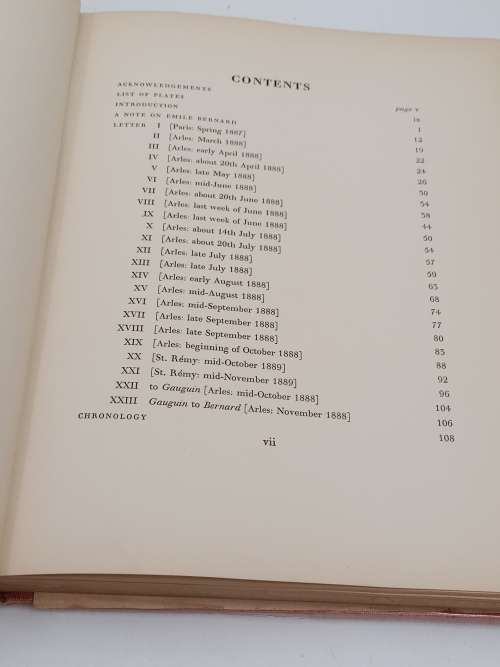 CONTENTS
ACKNOWLEDGEMENTS page v
LIST OF PLATES ix
INTRODUCTION 1
A NOTE ON EMILE BERNARD 12
LETTER I [Paris: Spring 1887] 19
II [Arles: March 1888] 22
III [Arles: early April 1888] 24
IV [Arles: about 20th April 1888] 26
V [Arles: late May 1888] 30
VI [Arles: mid-June 1888] 34
VII [Arles: about 20th June 1888] 38
VIII [Arles: last week of June 1888] 44
IX [Arles: last week of June 1888] 50
X [Arles: about 14th July 1888] 54
XI [Arles: about 20th July 1888] 57
XII [Arles: late July 1888] 59
XIII [Arles: late July 1888] 65
XIV [Arles: early August 1888] 68
XV [Arles: mid-August 1888] 74
XVI [Arles: mid-September 1888] 77
XVII [Arles: late September 1888] 80
XVIII [Arles: late September 1888] 85
XIX [Arles: beginning of October 1888] 88
XX [St. Rémy: mid-October 1889] 92
XXI [St. Rémy: mid-November 1889] 96
XXII to Gauguin [Arles: mid-October 1888] 104
XXIII Gauguin to Bernard [Arles: November 1888] 106
CHRONOLOGY 108
vii